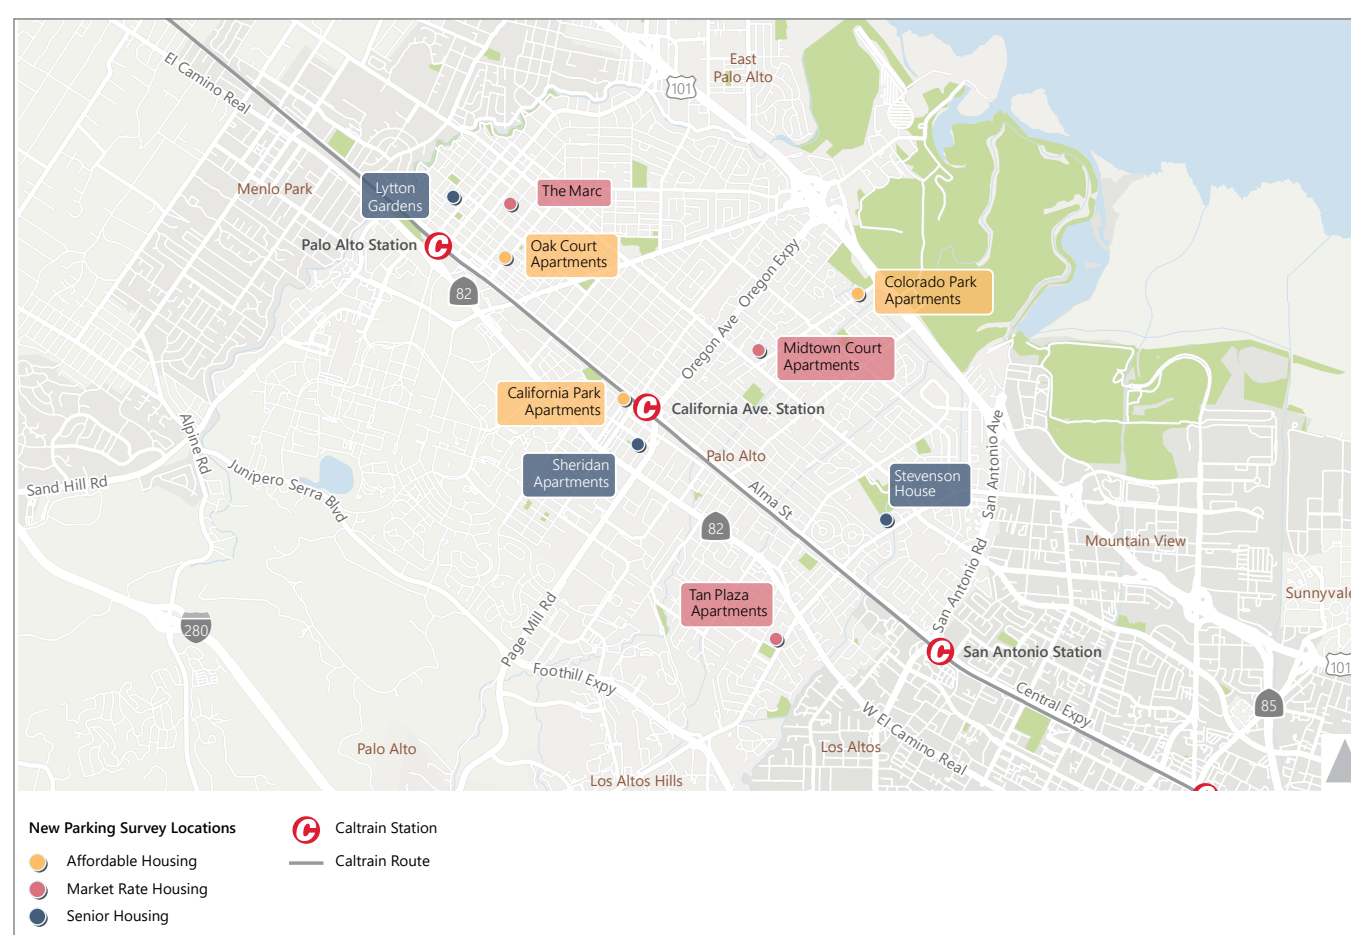 East
Palo Alto
El Camino Real
101
Menlo Park
Lytton
Gardens
The Marc
Palo Alto Station
Oak Court
Apartments
82
Oregon Expy
Colorado Park
Apartments
Oregon Ave
Midtown Court
Apartments
California Park
Apartments
California Ave. Station
Alpine Rd
San Antonio Ave
Palo Alto
Sheridan
Apartments
Stevenson
House
Sand Hill Rd
Junipero Serra Blvd
Alma St
82
Mountain View
San Antonio Rd
Tan Plaza
Apartments
Sunnyvale
280
Page Mill Rd
San Antonio Station
101
Foothill Expy
Central Expy
85
W El Camino Real
Palo Alto
Los Altos
Los Altos Hills
New Parking Survey Locations
Caltrain Station
Affordable Housing
Caltrain Route
Market Rate Housing
Senior Housing